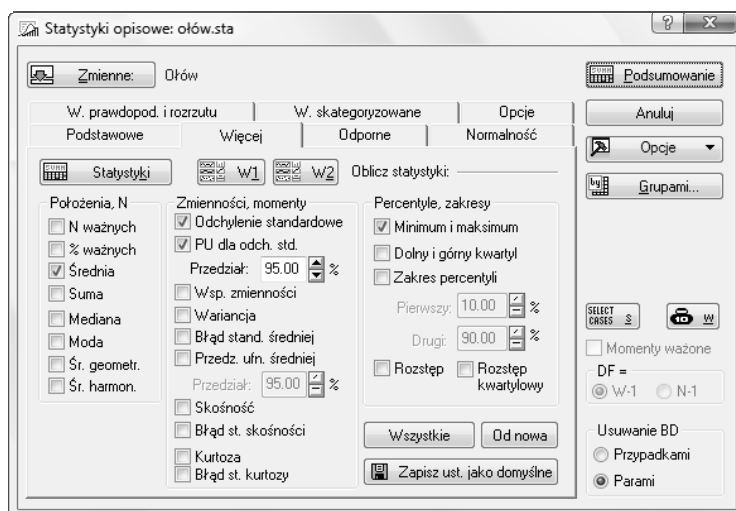 Statystyki opisowe: ołów.sta
? X
Zmienne: Ołów
Podsumowanie
W. prawdopod. i rozrzutu W. skategoryzowane Opcje
Anuluj
Podstawowe Więcej Odporne Normalność
Opcje
Statystyki W1 W2 Oblicz statystyki:
by Grupami...
Położenia, N
N ważnych
% ważnych
Średnia
Suma
Mediana
Moda
Śr. geometr.
Śr. harmon.
Zmienności, momenty
Odchylenie standardowe
PU dla odch. std.
Przedział: 95.00 %
Wsp. zmienności
Wariancja
Błąd stand. średniej
Przedz. ufn. średniej
Przedział: 95.00 %
Skośność
Błąd st. skośności
Kurtoza
Błąd st. kurtozy
Percentyle, zakresy
Minimum i maksimum
Dolny i górny kwartyl
Zakres percentyli
Pierwszy: 10.00 %
Drugi: 90.00 %
Rozstęp Rozstęp
kwartylowy
Wszystkie Od nowa
Zapisz ust. jako domyślne
SELECT
CASES S W
Momenty ważone
DF =
W-1 N-1
Usuwanie BD
Przypadkami
Parami